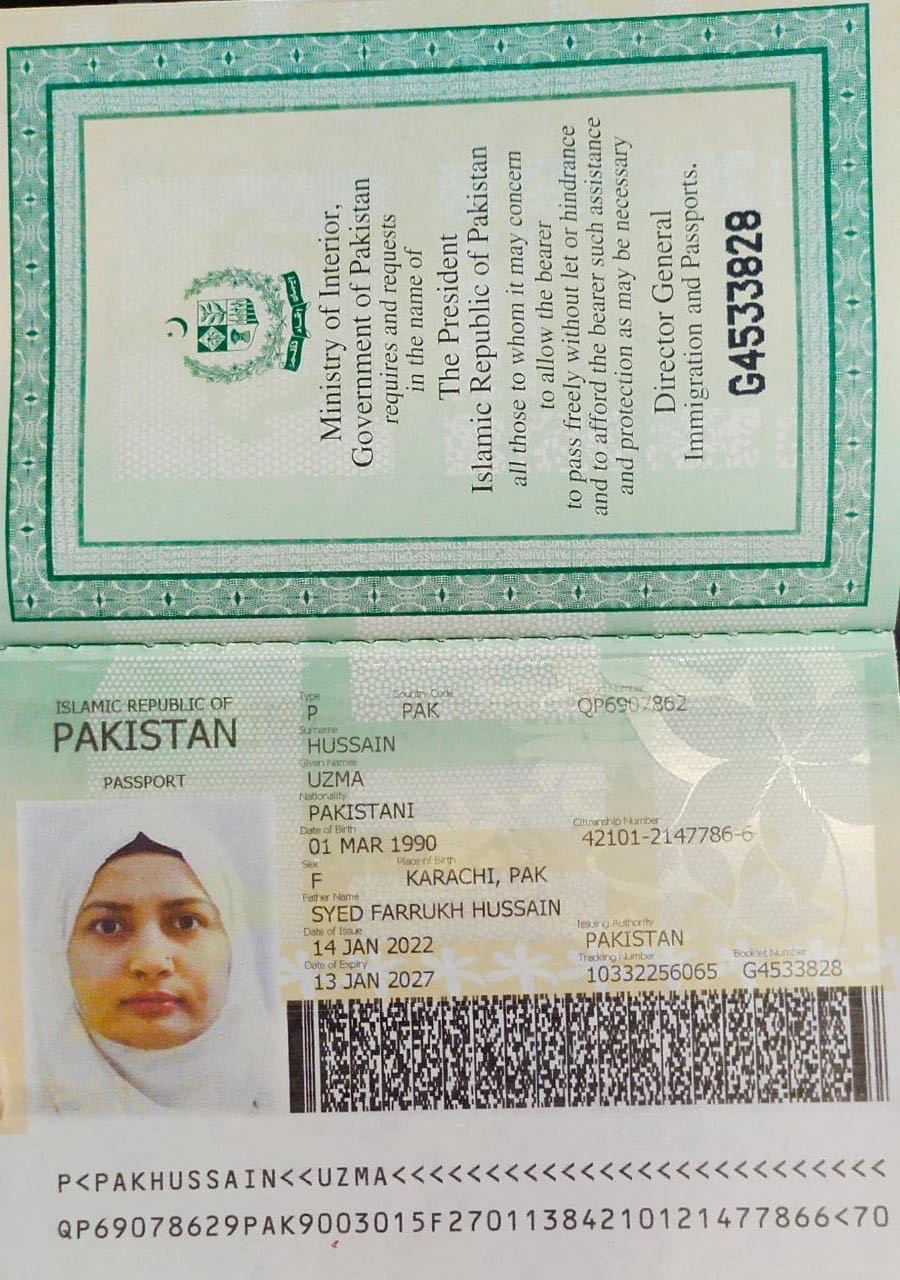 Ministry of Interior,
Government of Pakistan
requires and requests
in the name of
The President
Islamic Republic of Pakistan
all those to whom it may concern
to allow the bearer
to pass freely without let or hindrance
and to afford the bearer such assistance
and protection as may be necessary
Director General
Immigration and Passports.
G4533828
ISLAMIC REPUBLIC OF
PAKISTAN
PASSPORT
Type Country Code Passport Number
P PAK QP6907862
Surname
HUSSAIN
Given Names
UZMA
Nationality
PAKISTANI
Date of Birth Citizenship Number
01 MAR 1990 42101-2147786-6
Sex Place of Birth
F KARACHI, PAK
Father Name
SYED FARRUKH HUSSAIN
Date of Issue Issuing Authority
14 JAN 2022 PAKISTAN
Date of Expiry Tracking Number Booklet Number
13 JAN 2027 10332256065 G4533828
P<PAKHUSSAIN<<UZMA<<<<<<<<<<<<<<<<<<<<<<<<<<
QP69078629PAK9003015F27011384210121477866<70